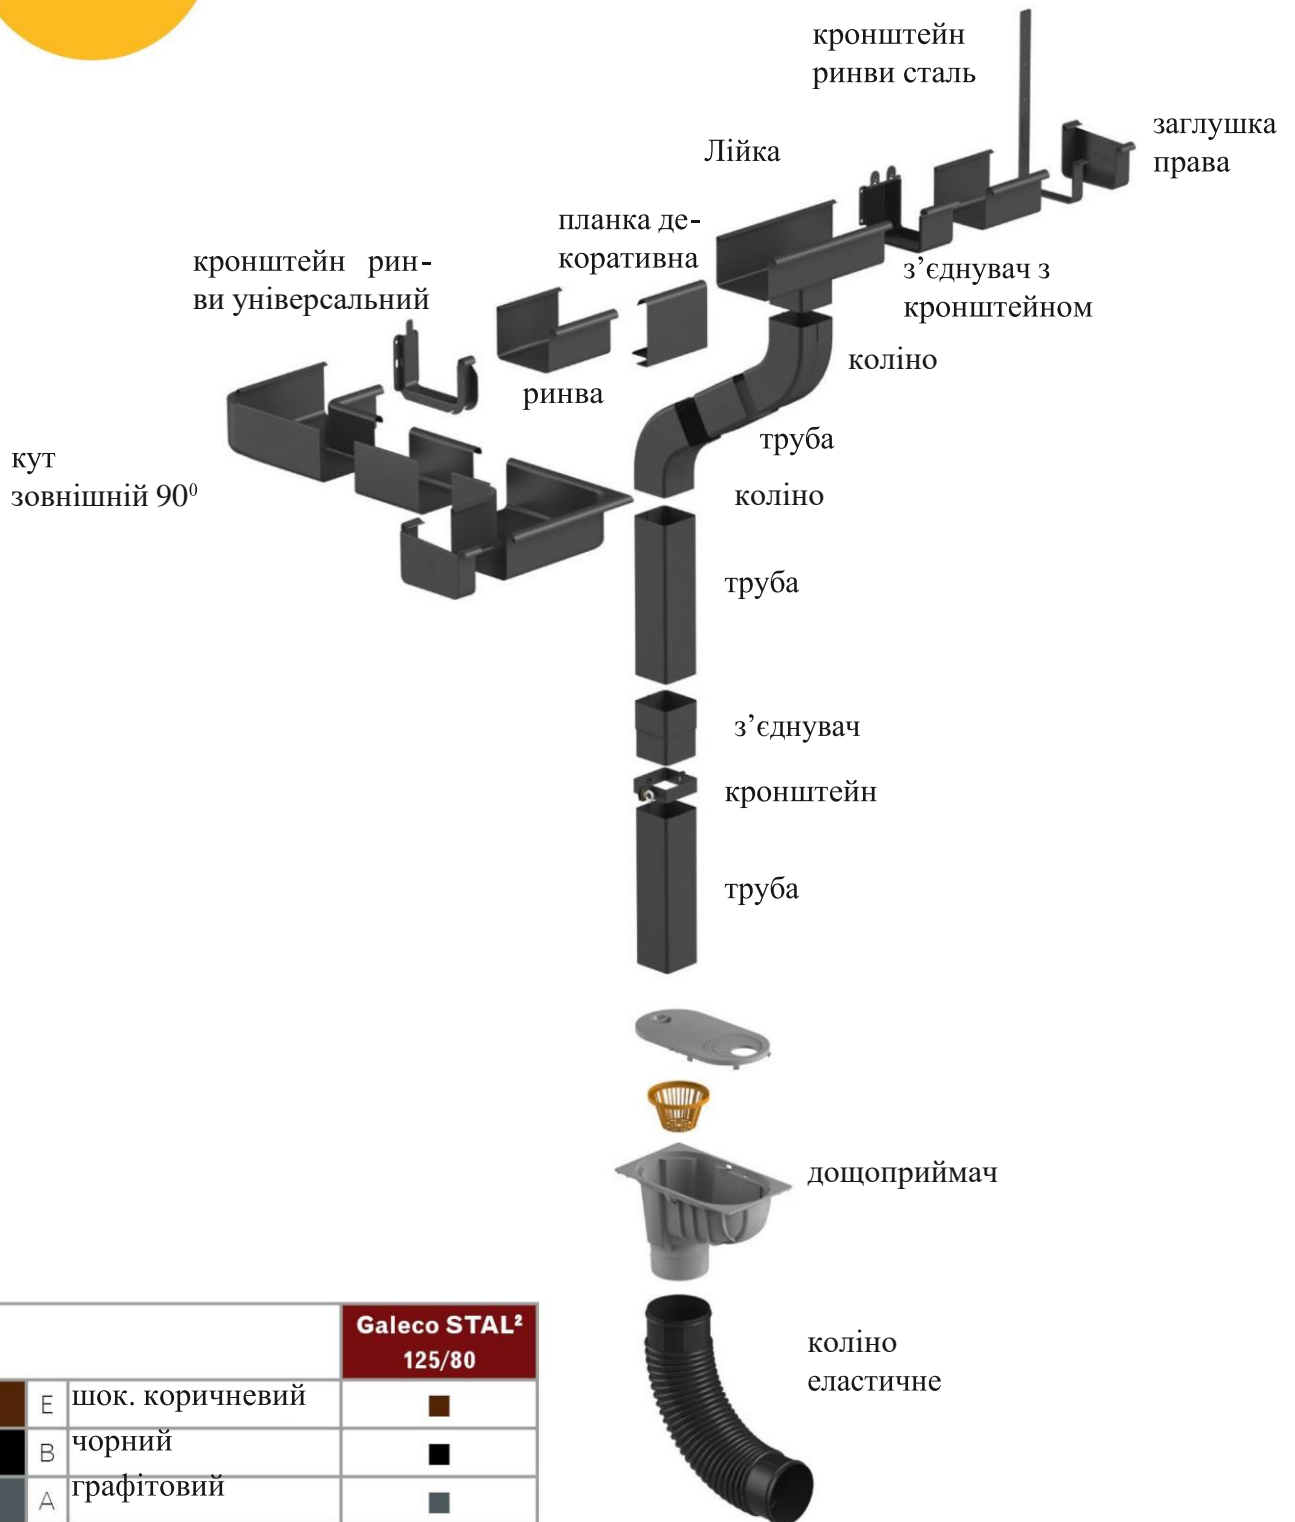 кронштейн
ринви сталь
заглушка
права
Лійка
планка де-
коративна
кронштейн рин-
ви універсальний
з’єднувач з
кронштейном
коліно
ринва
труба
кут
зовнішній 90⁰
коліно
труба
з’єднувач
кронштейн
труба
дощоприймач
коліно
еластичне
Galeco STAL²
125/80
E шок. коричневий
B чорний
A графітовий